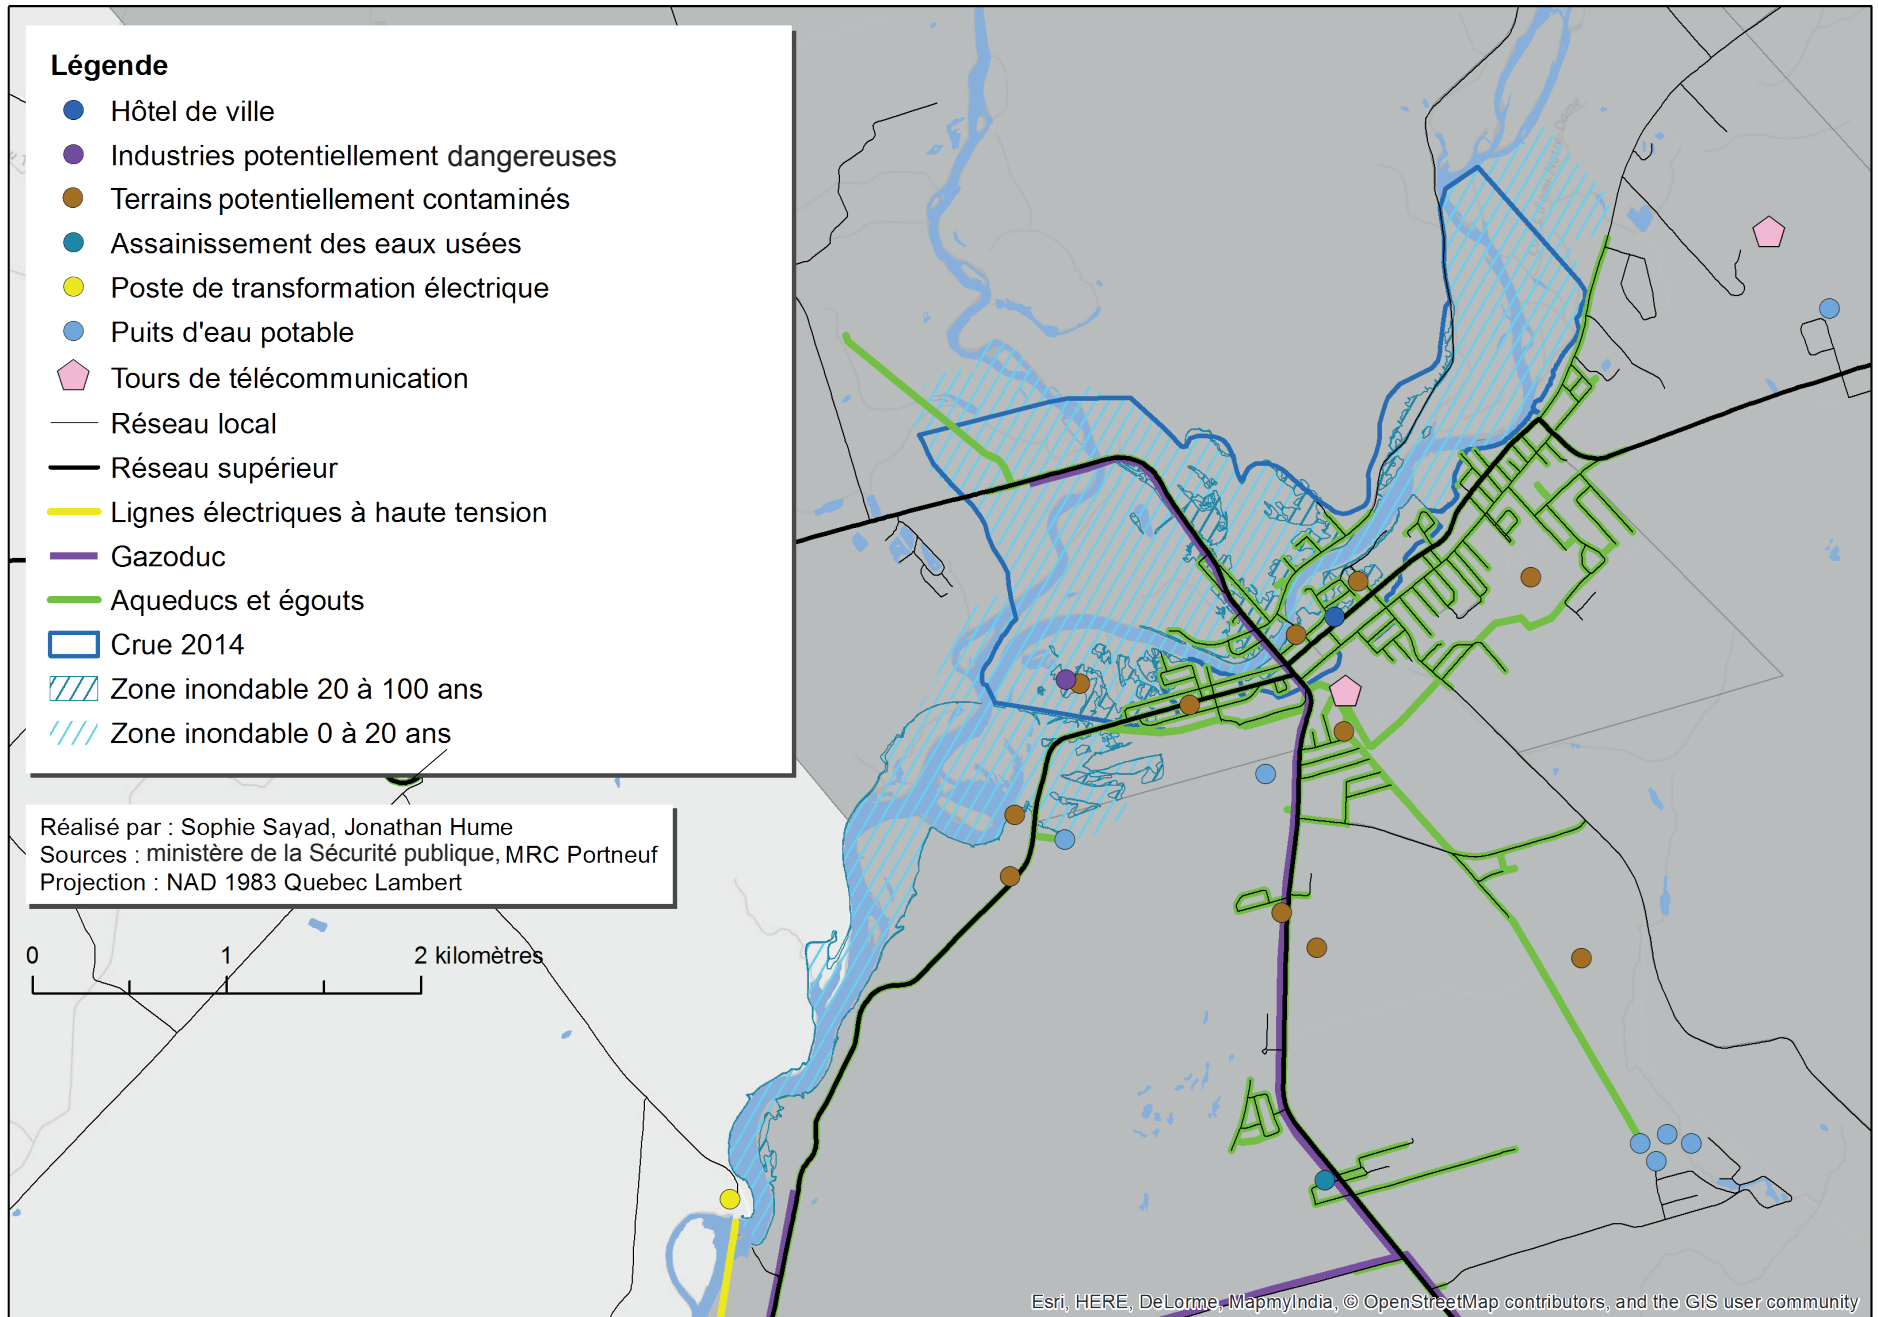 Légende
Hôtel de ville
Industries potentiellement dangereuses
Terrains potentiellement contaminés
Assainissement des eaux usées
Poste de transformation électrique
Puits d'eau potable
Tours de télécommunication
Réseau local
Réseau supérieur
Lignes électriques à haute tension
Gazoduc
Aqueducs et égouts
Crue 2014
Zone inondable 20 à 100 ans
Zone inondable 0 à 20 ans
Réalisé par : Sophie Sayad, Jonathan Hume
Sources : ministère de la Sécurité publique, MRC Portneuf
Projection : NAD 1983 Quebec Lambert
0 1 2 kilomètres
Esri, HERE, DeLorme, MapmyIndia, © OpenStreetMap contributors, and the GIS user community